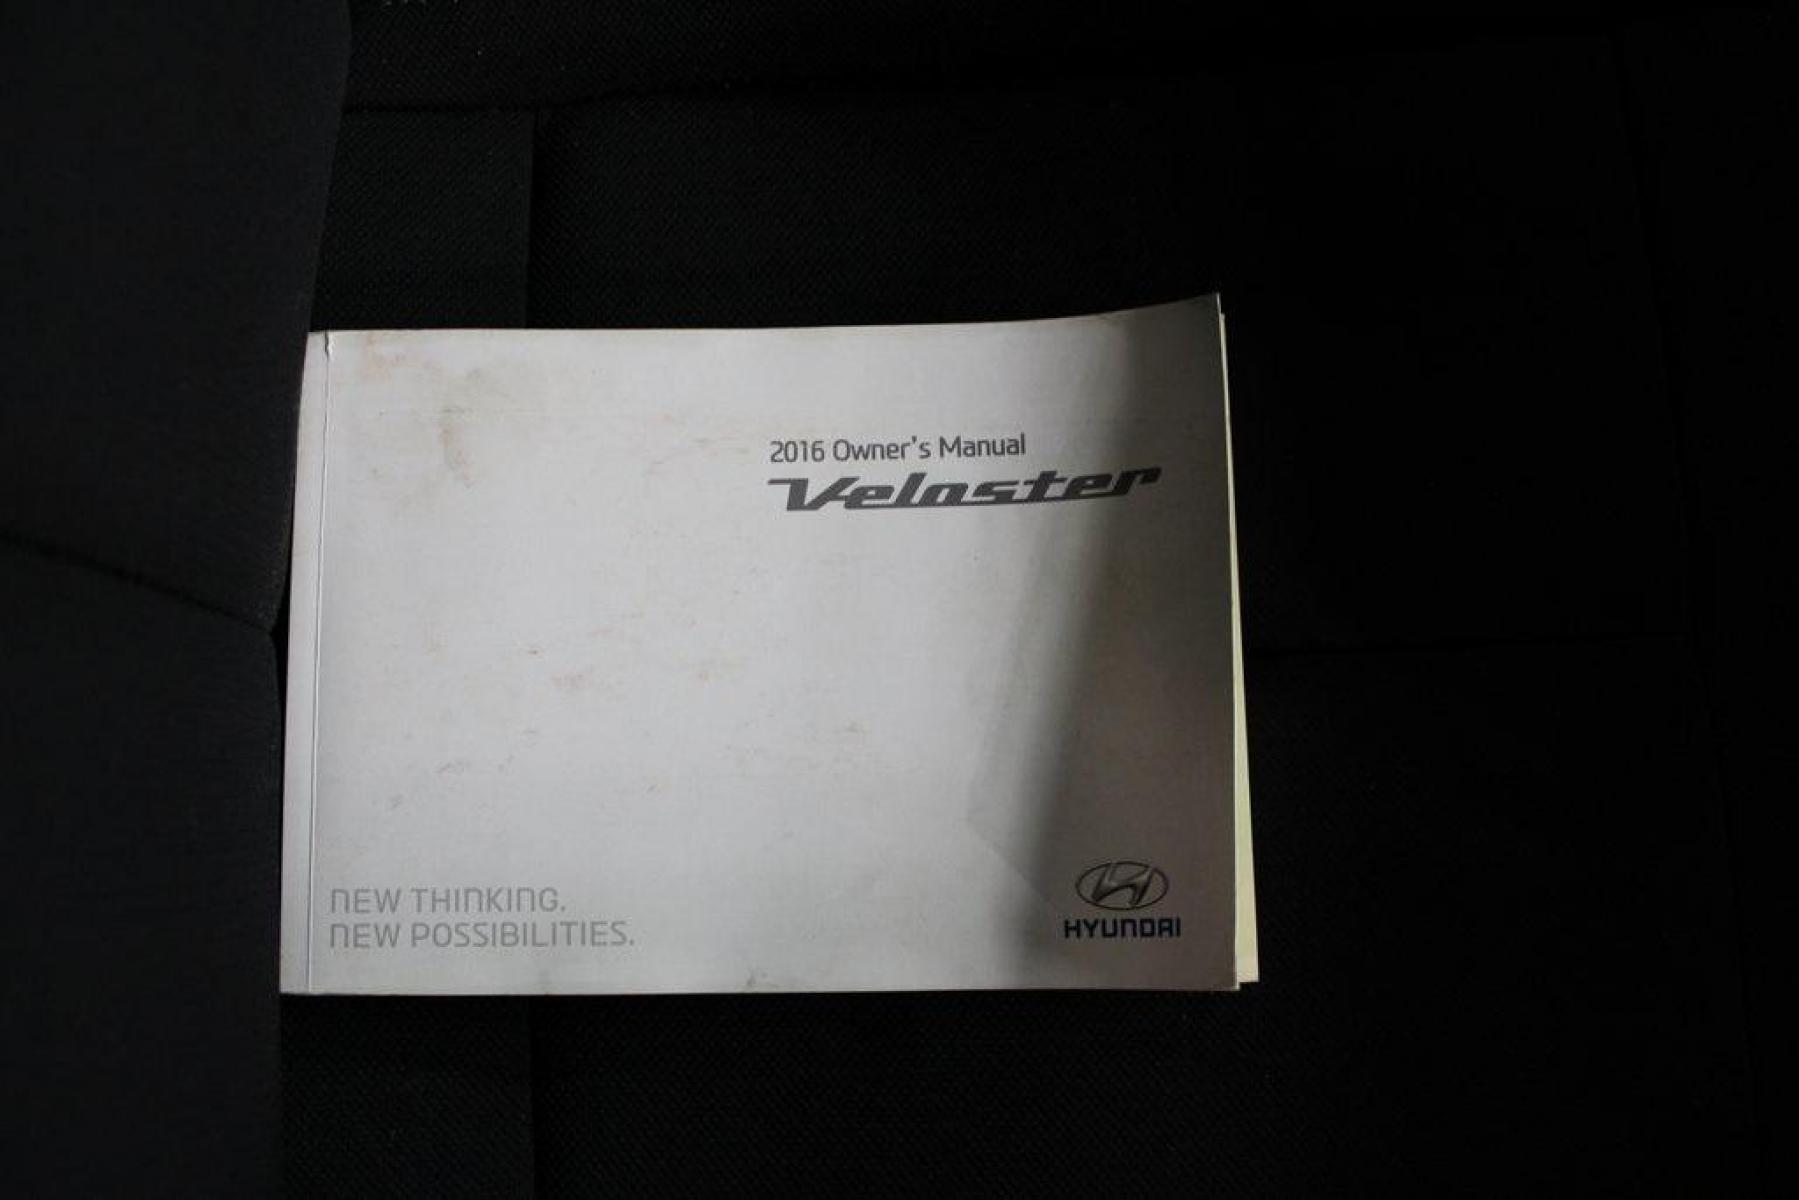 2016 Owner's Manual
Veloster
NEW THINKING.
NEW POSSIBILITIES.
HYUNDAI